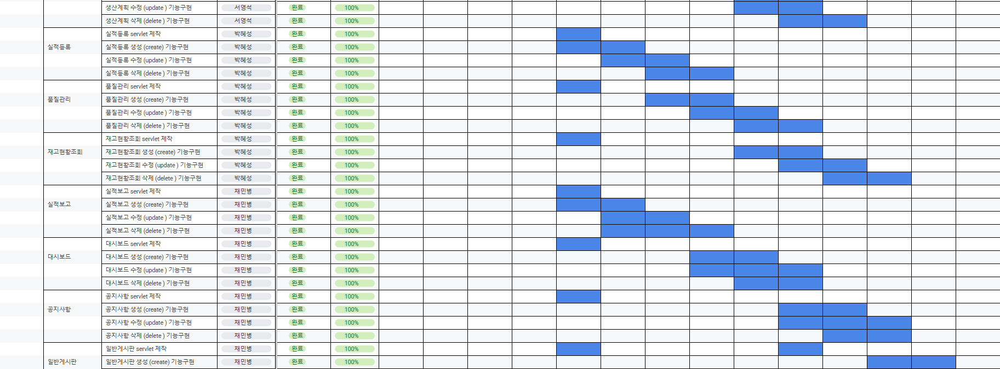 생산계획 수정 (update ) 기능구현 서영석 완료 100%
생산계획 삭제 (delete ) 기능구현 서영석 완료 100%
실적등록 servlet 제작 박혜성 완료 100%
실적등록 실적등록 생성 (create) 기능구현 박혜성 완료 100%
실적등록 수정 (update ) 기능구현 박혜성 완료 100%
실적등록 삭제 (delete ) 기능구현 박혜성 완료 100%
품질관리 servlet 제작 박혜성 완료 100%
품질관리 품질관리 생성 (create) 기능구현 박혜성 완료 100%
품질관리 수정 (update ) 기능구현 박혜성 완료 100%
품질관리 삭제 (delete ) 기능구현 박혜성 완료 100%
재고현황조회 servlet 제작 박혜성 완료 100%
재고현황조회 재고현황조회 생성 (create) 기능구현 박혜성 완료 100%
재고현황조회 수정 (update ) 기능구현 박혜성 완료 100%
재고현황조회 삭제 (delete ) 기능구현 박혜성 완료 100%
실적보고 servlet 제작 채민병 완료 100%
실적보고 실적보고 생성 (create) 기능구현 채민병 완료 100%
실적보고 수정 (update ) 기능구현 채민병 완료 100%
실적보고 삭제 (delete ) 기능구현 채민병 완료 100%
대시보드 servlet 제작 채민병 완료 100%
대시보드 대시보드 생성 (create) 기능구현 채민병 완료 100%
대시보드 수정 (update ) 기능구현 채민병 완료 100%
대시보드 삭제 (delete ) 기능구현 채민병 완료 100%
공지사항 servlet 제작 채민병 완료 100%
공지사항 공지사항 생성 (create) 기능구현 채민병 완료 100%
공지사항 수정 (update ) 기능구현 채민병 완료 100%
공지사항 삭제 (delete ) 기능구현 채민병 완료 100%
일반게시판 servlet 제작 채민병 완료 100%
일반게시판 일반게시판 생성 (create) 기능구현 채민병 완료 100%